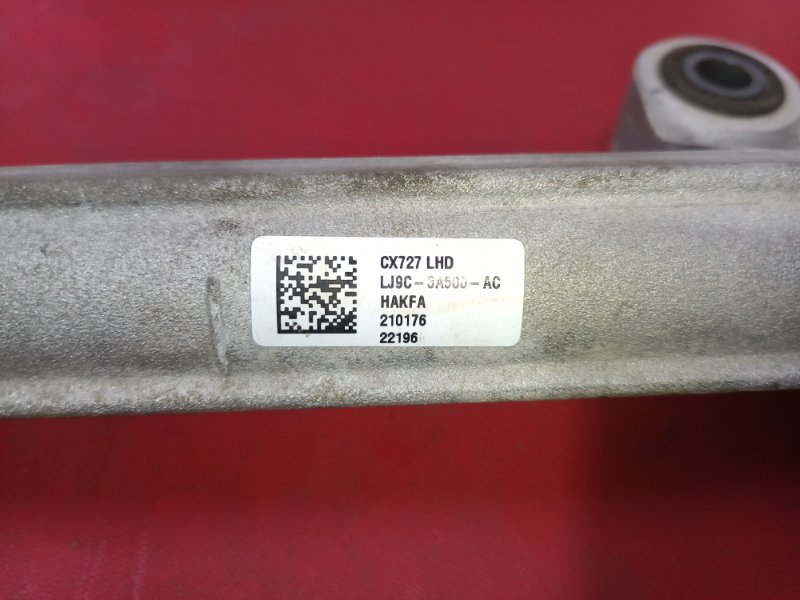 CX727 LHD
LJ9C-3A500-AC
HAKFA
210176
22196